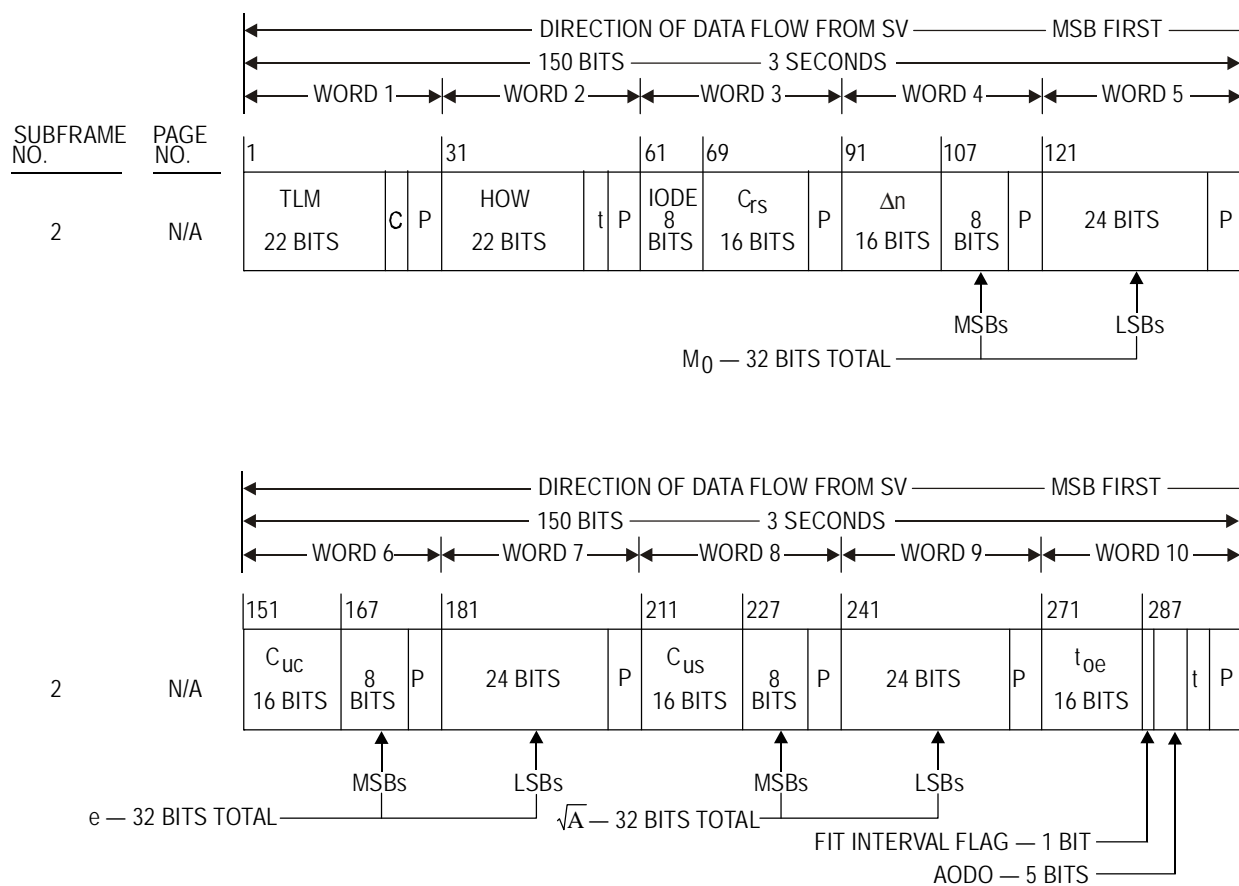 DIRECTION OF DATA FLOW FROM SV MSB FIRST
150 BITS 3 SECONDS
WORD 1 WORD 2 WORD 3 WORD 4 WORD 5
SUBFRAME NO. PAGE NO.
1 31 61 69 91 107 121
2 N/A
TLM 22 BITS C P HOW 22 BITS t P IODE 8 BITS Crs 16 BITS P Δn 16 BITS 8 BITS P 24 BITS P
MSBs LSBs
M0 — 32 BITS TOTAL
DIRECTION OF DATA FLOW FROM SV MSB FIRST
150 BITS 3 SECONDS
WORD 6 WORD 7 WORD 8 WORD 9 WORD 10
151 167 181 211 227 241 271 287
2 N/A
Cuc 16 BITS 8 BITS P 24 BITS P Cus 16 BITS 8 BITS P 24 BITS P toe 16 BITS t P
MSBs LSBs MSBs LSBs
e — 32 BITS TOTAL √A — 32 BITS TOTAL
FIT INTERVAL FLAG — 1 BIT
AODO — 5 BITS